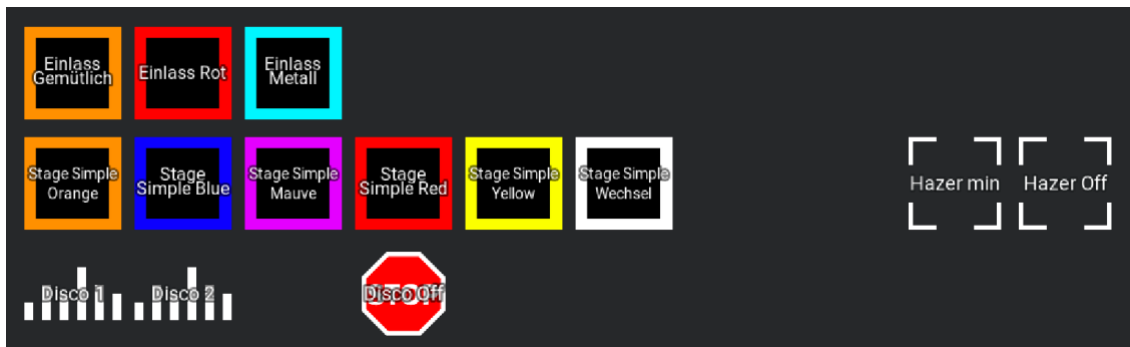 Einlass
Gemütlich
Einlass Rot
Einlass
Metall
Stage Simple
Orange
Stage
Simple Blue
Stage Simple
Mauve
Stage
Simple Red
Stage Simple
Yellow
Stage Simple
Wechsel
Hazer min
Hazer Off
Disco 1
Disco 2
STOP
Disco Off